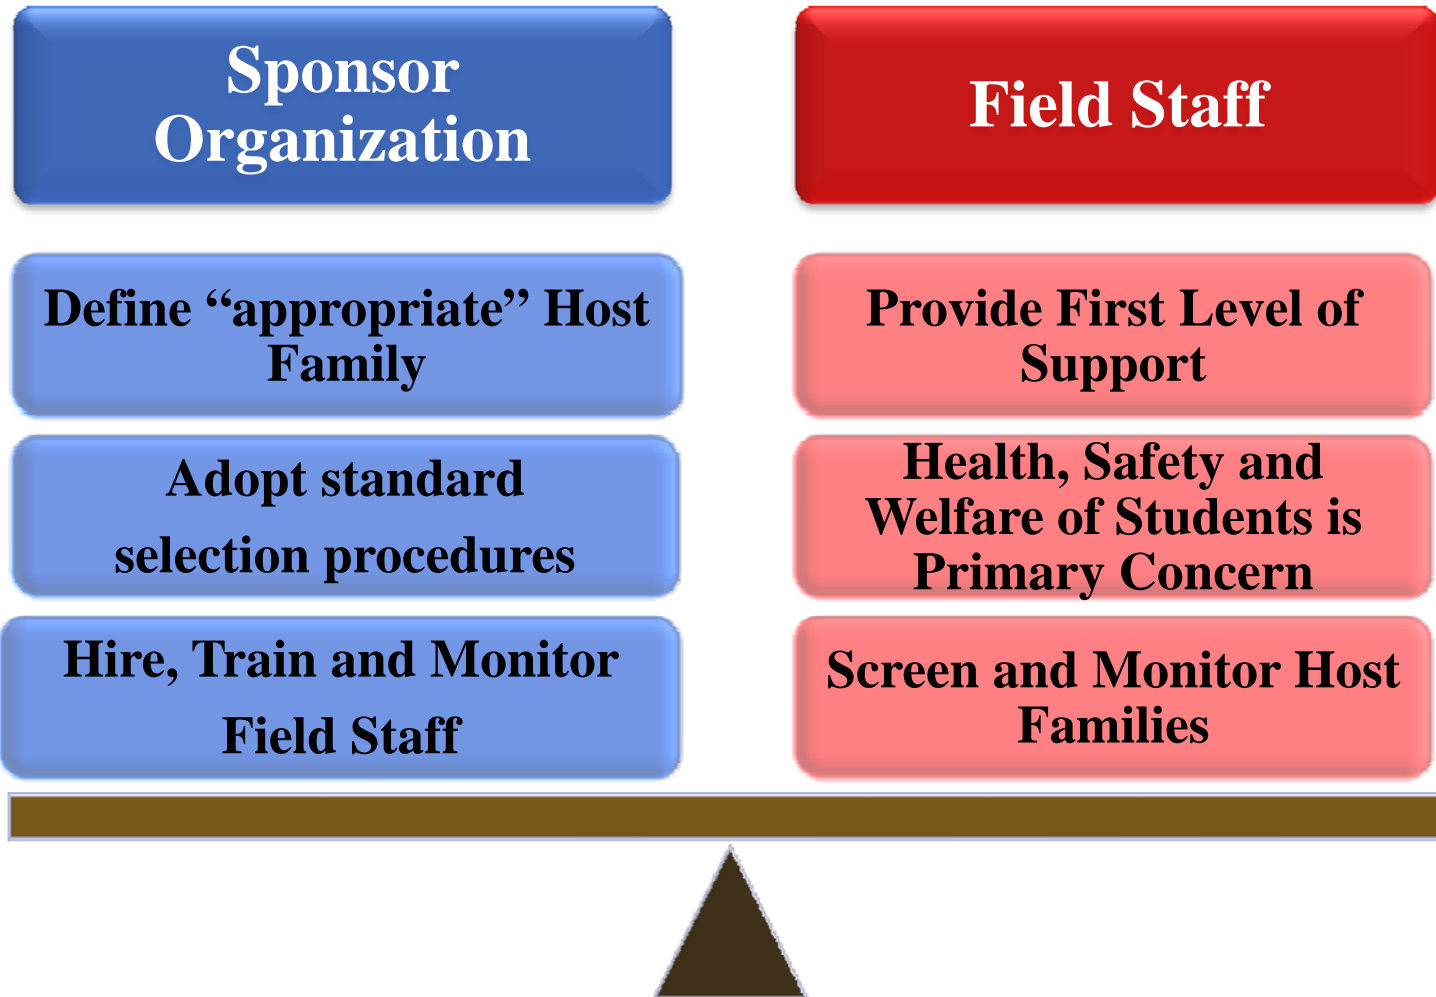 Sponsor
Organization
Define “appropriate” Host
Family
Adopt standard
selection procedures
Hire, Train and Monitor
Field Staff
Field Staff
Provide First Level of
Support
Health, Safety and
Welfare of Students is
Primary Concern
Screen and Monitor Host
Families